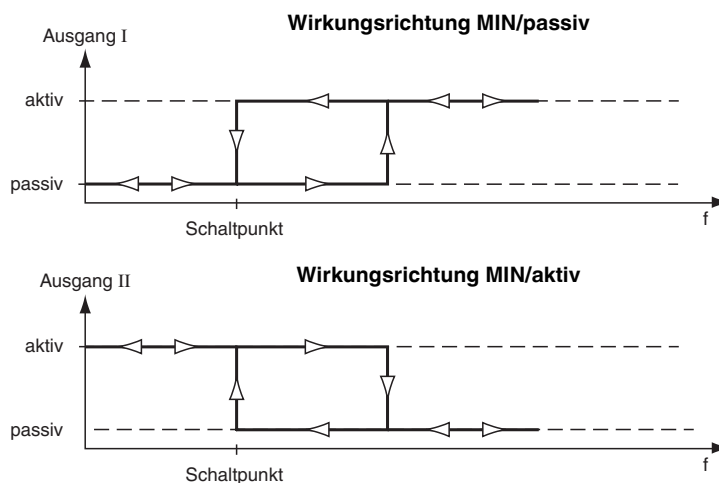 Wirkungsrichtung MIN/passiv
Ausgang I
aktiv
passiv
Schaltpunkt
f
Wirkungsrichtung MIN/aktiv
Ausgang II
aktiv
passiv
Schaltpunkt
f